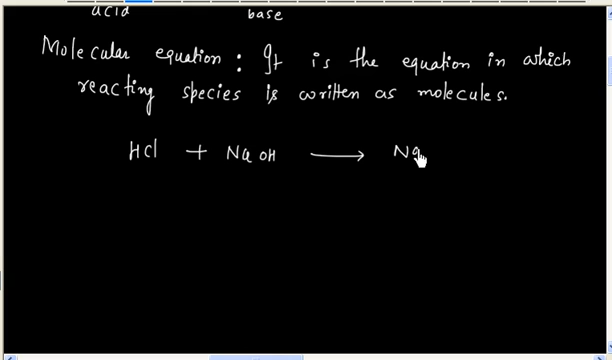 acid base
Molecular equation : It is the equation in which
reacting species is written as molecules.
HCl + NaOH ⟶ Na